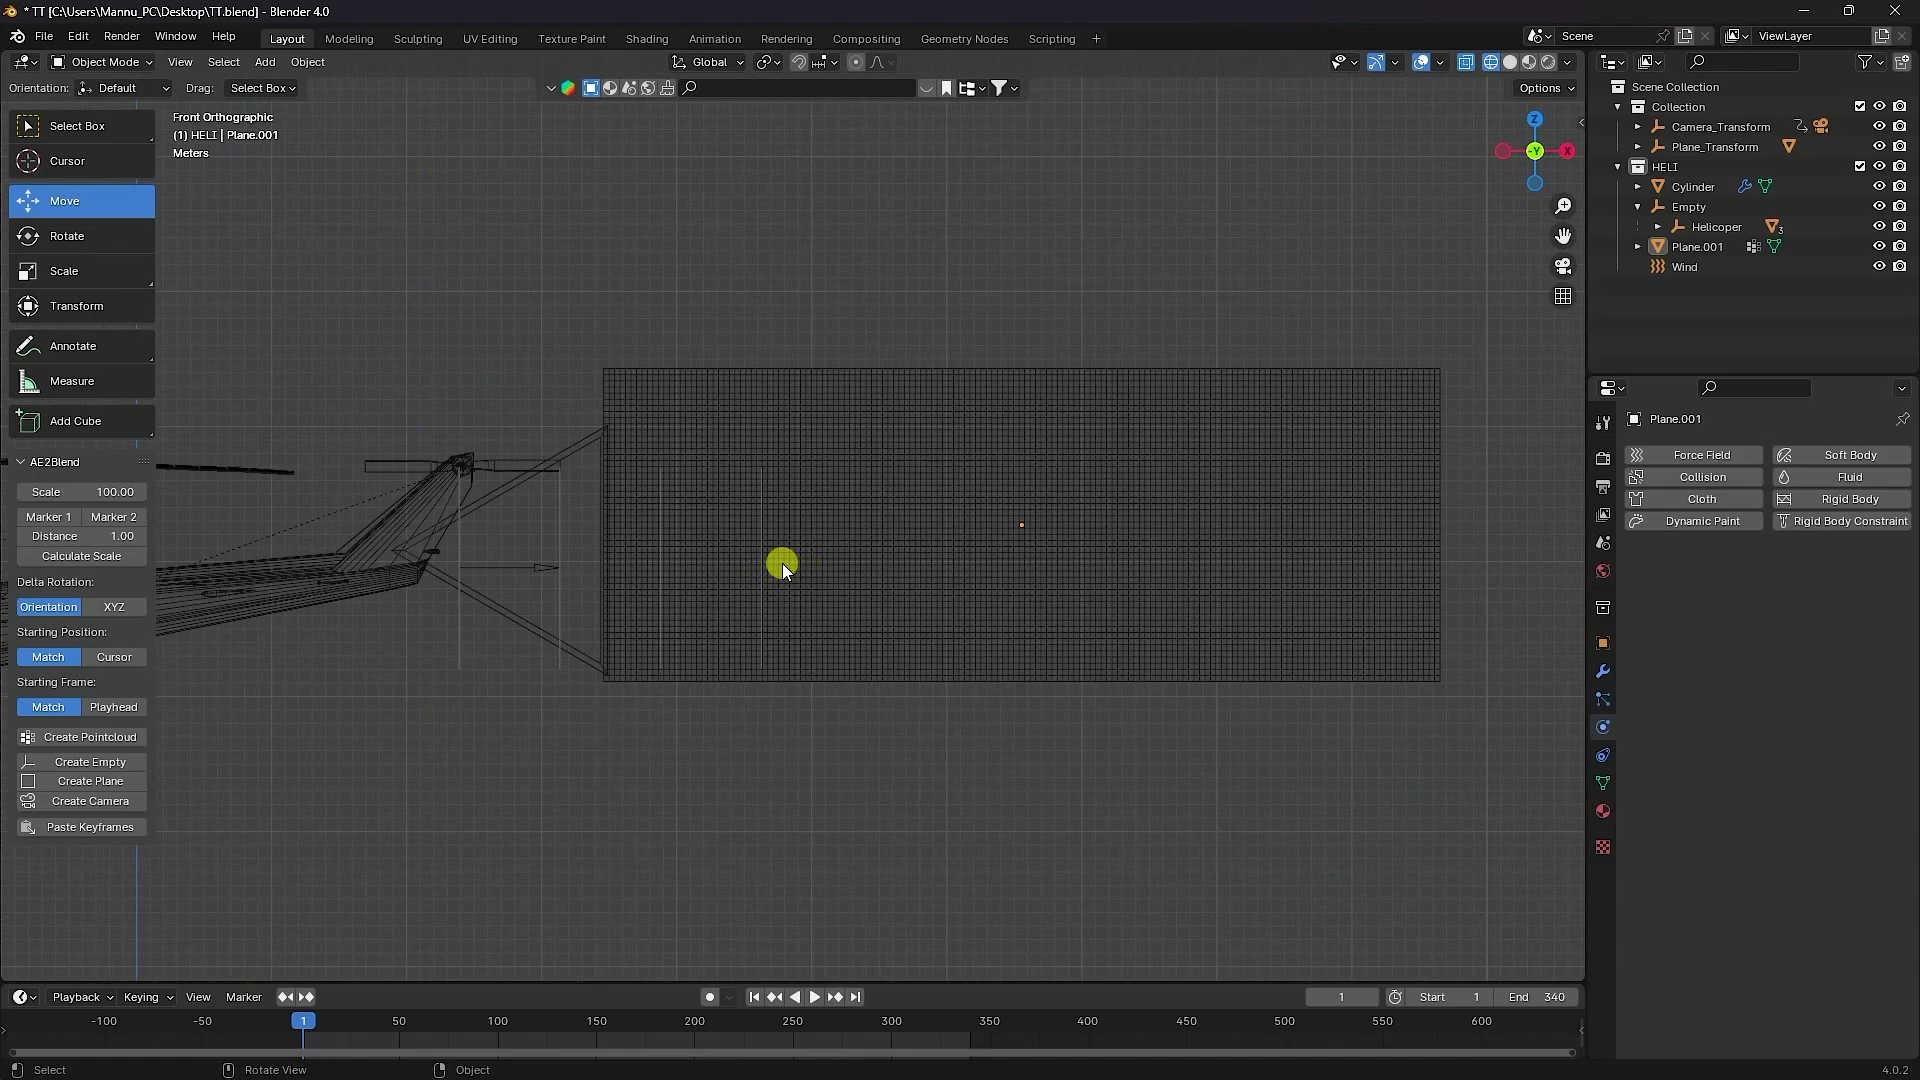 * TT [C:\Users\Mannu_PC\Desktop\TT.blend] - Blender 4.0
File Edit Render Window Help
Layout Modeling Sculpting UV Editing Texture Paint Shading Animation Rendering Compositing Geometry Nodes Scripting +
Scene
ViewLayer
Object Mode View Select Add Object
Global
Orientation: Default Drag: Select Box
Options
Select Box
Cursor
Move
Rotate
Scale
Transform
Annotate
Measure
Add Cube
Front Orthographic
(1) HELI | Plane.001
Meters
Z
-Y
X
AE2Blend
Scale 100.00
Marker 1 Marker 2
Distance 1.00
Calculate Scale
Delta Rotation:
Orientation XYZ
Starting Position:
Match Cursor
Starting Frame:
Match Playhead
Create Pointcloud
Create Empty
Create Plane
Create Camera
Paste Keyframes
Scene Collection
Collection
Camera_Transform
Plane_Transform
HELI
Cylinder
Empty
Helicoper 3
Plane.001
Wind
Plane.001
Force Field Soft Body
Collision Fluid
Cloth Rigid Body
Dynamic Paint Rigid Body Constraint
Playback Keying View Marker
1 Start 1 End 340
-100 -50 1 50 100 150 200 250 300 350 400 450 500 550 600
Select Rotate View Object
4.0.2